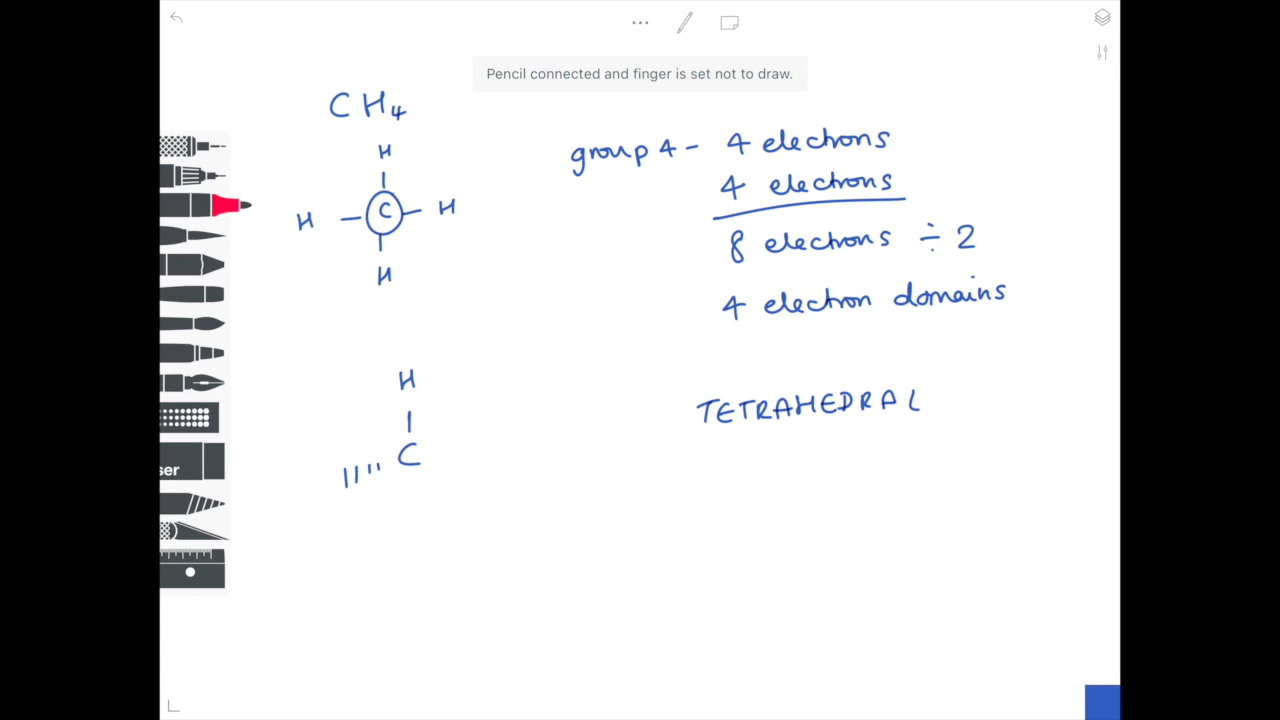 Pencil connected and finger is set not to draw.
CH4
H
H - C - H
H
group 4 - 4 electrons
4 electrons
8 electrons ÷ 2
4 electron domains
H
C
TETRAHEDRAL
ser